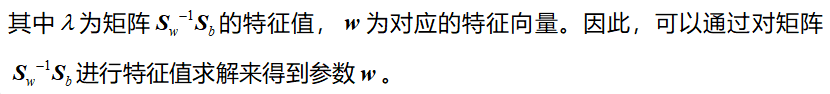 其中 λ 为矩阵 S_w^{-1}S_b 的特征值， w 为对应的特征向量。因此，可以通过对矩阵
S_w^{-1}S_b 进行特征值求解来得到参数 w 。